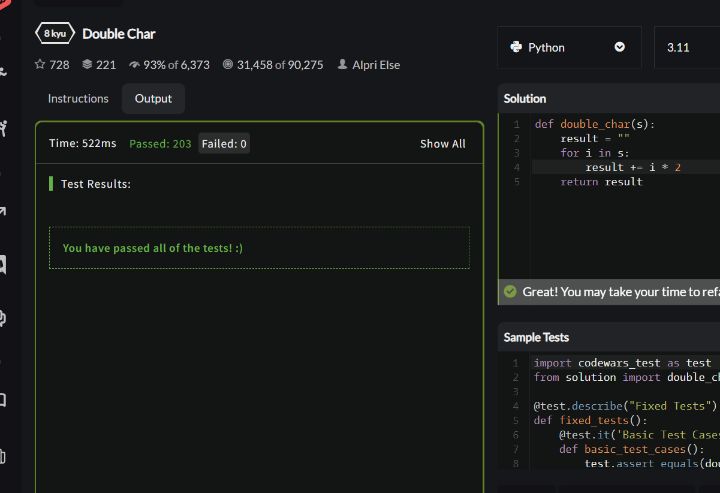 8 kyu Double Char
728 221 93% of 6,373 31,458 of 90,275 Alpri Else
Instructions Output
Time: 522ms Passed: 203 Failed: 0 Show All
Test Results:
You have passed all of the tests! :)
Python 3.11
Solution
1 def double_char(s):
2 result = ""
3 for i in s:
4 result += i * 2
5 return result
Great! You may take your time to refa
Sample Tests
1 import codewars_test as test
2 from solution import double_ch
3
4 @test.describe("Fixed Tests")
5 def fixed_tests():
6 @test.it('Basic Test Cases
7 def basic_test_cases():
8 test.assert_equals(dou